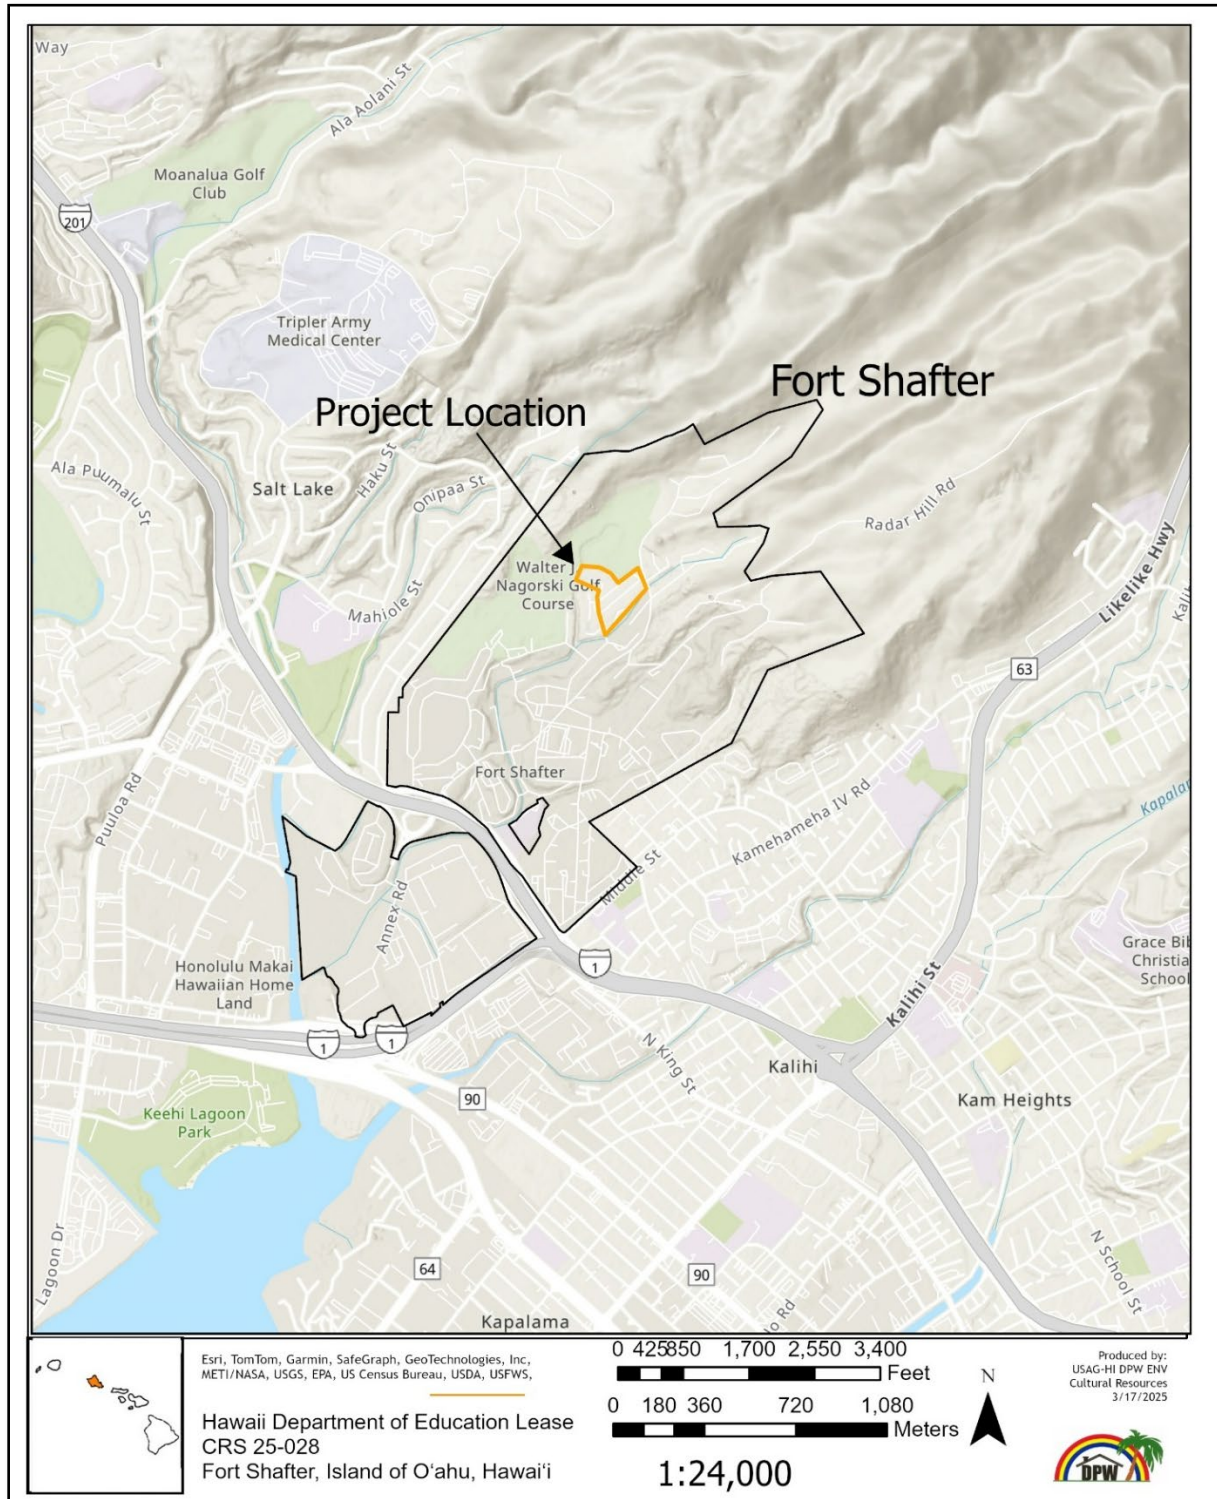 Way
Ala Aolani St
Moanalua Golf
Club
201
Tripler Army
Medical Center
Fort Shafter
Project Location
Ala Puumalu St
Salt Lake
Haku St
Onipaa St
Radar Hill Rd
Likelike Hwy
Walter J
Nagorski Golf
Course
Mahiole St
63
Puuloa Rd
Fort Shafter
Kamehameha IV Rd
Middle St
Annex Rd
Honolulu Makai
Hawaiian Home
Land
1
Grace Bib
Christia
School
Kalihi St
1
1
N King St
Kalihi
90
Kam Heights
Keehi Lagoon
Park
Lagoon Dr
64
90
N School St
Kapalama
Esri, TomTom, Garmin, SafeGraph, GeoTechnologies, Inc,
METI/NASA, USGS, EPA, US Census Bureau, USDA, USFWS,
Hawaii Department of Education Lease
CRS 25-028
Fort Shafter, Island of Oʻahu, Hawaiʻi
0 425 850 1,700 2,550 3,400
Feet
0 180 360 720 1,080
Meters
1:24,000
N
Produced by:
USAG-HI DPW ENV
Cultural Resources
3/17/2025
DPW